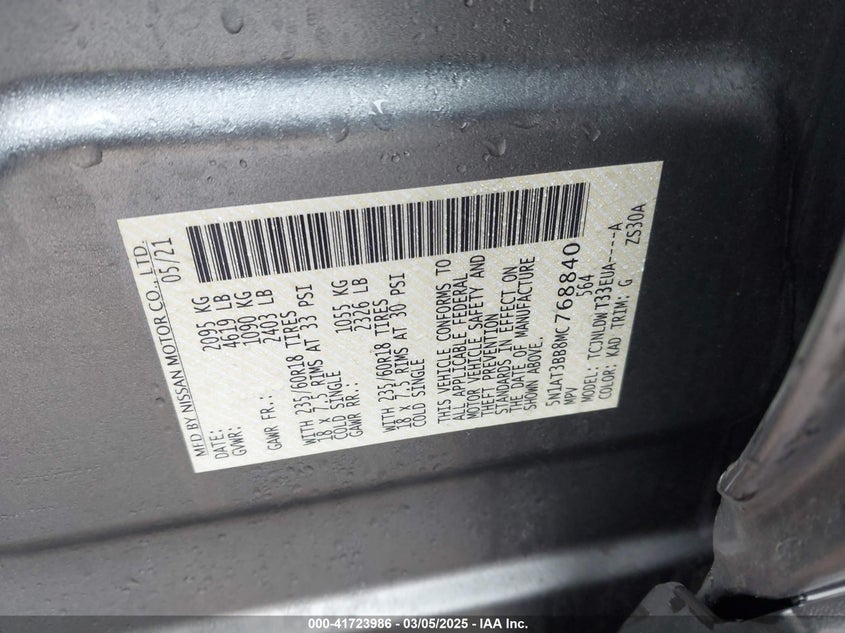 MFD BY NISSAN MOTOR CO., LTD.
DATE: 05/21
GVWR: 2095 KG
4619 LB
GAWR FR.: 1090 KG
2403 LB
WITH 235/60R18 TIRES
18 X 7.5 RIMS AT 33 PSI
COLD SINGLE
GAWR RR.: 1055 KG
2326 LB
WITH 235/60R18 TIRES
18 X 7.5 RIMS AT 30 PSI
COLD SINGLE
THIS VEHICLE CONFORMS TO
ALL APPLICABLE FEDERAL
MOTOR VEHICLE SAFETY AND
THEFT PREVENTION
STANDARDS IN EFFECT ON
THE DATE OF MANUFACTURE
SHOWN ABOVE.
5N1AT3BB8MC768840
MPV 564
MODEL: TCJNLDW T33EUA----A
COLOR: KAD TRIM: G ZS30A
000-41723986 - 03/05/2025 - IAA Inc.